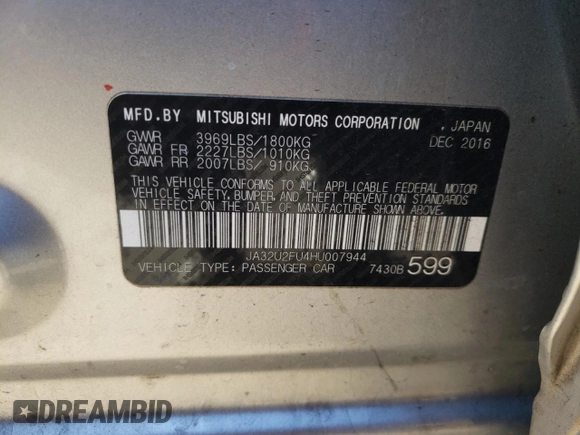 MFD.BY MITSUBISHI MOTORS CORPORATION , JAPAN
GVWR 3969LBS/1800KG DEC 2016
GAWR FR 2227LBS/1010KG
GAWR RR 2007LBS/ 910KG
THIS VEHICLE CONFORMS TO ALL APPLICABLE FEDERAL MOTOR
VEHICLE SAFETY, BUMPER, AND THEFT PREVENTION STANDARDS
IN EFFECT ON THE DATE OF MANUFACTURE SHOWN ABOVE.
JA32U2FU4HU007944
VEHICLE TYPE: PASSENGER CAR 7430B 599
DREAMBID